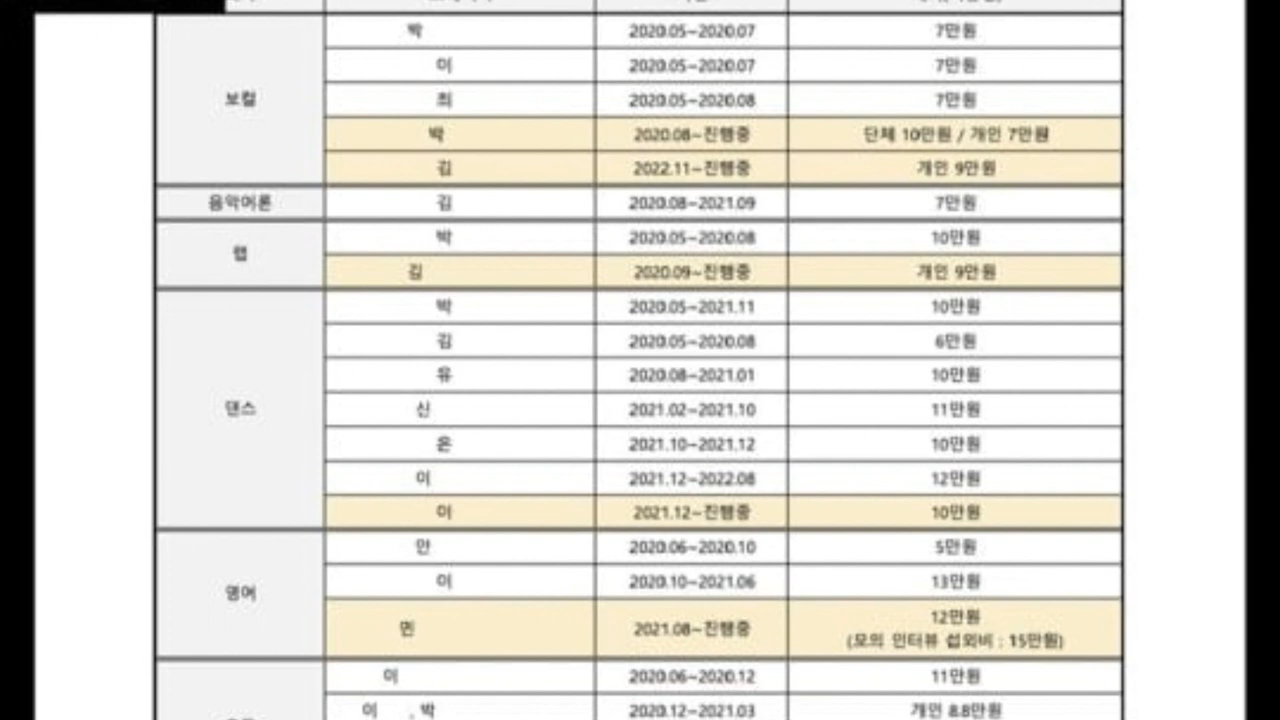 보컬
박 2020.05~2020.07 7만원
이 2020.05~2020.07 7만원
최 2020.05~2020.08 7만원
박 2020.08~진행중 단체 10만원 / 개인 7만원
김 2022.11~진행중 개인 9만원
음악이론 김 2020.08~2021.09 7만원
랩
박 2020.05~2020.08 10만원
김 2020.09~진행중 개인 9만원
댄스
박 2020.05~2021.11 10만원
김 2020.05~2020.08 6만원
유 2020.08~2021.01 10만원
신 2021.02~2021.10 11만원
은 2021.10~2021.12 10만원
이 2021.12~2022.08 12만원
이 2021.12~진행중 10만원
영어
안 2020.06~2020.10 5만원
이 2020.10~2021.06 13만원
2021.08~진행중 12만원
(모의 인터뷰 섭외비 : 15만원)
이 2020.06~2020.12 11만원
이 , 박 2020.12~2021.03 개인 8.8만원